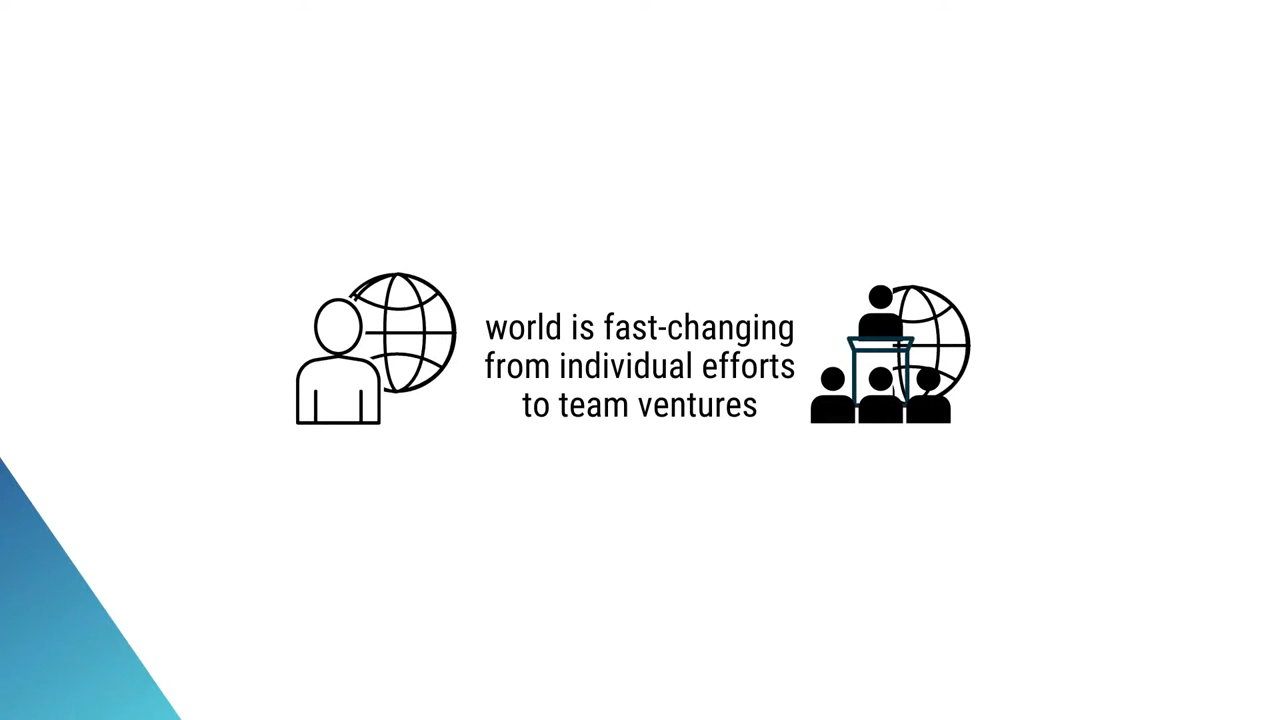 world is fast-changing
from individual efforts
to team ventures